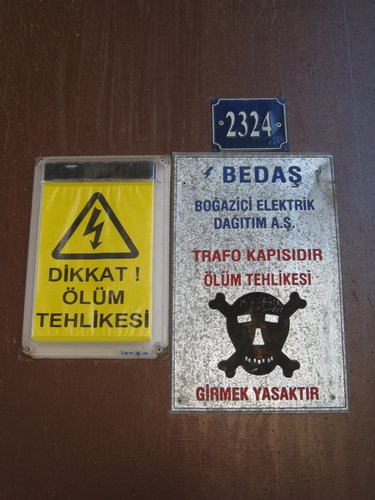 2324
BEDAŞ
BOĞAZİÇİ ELEKTRİK
DAĞITIM A.Ş.
TRAFO KAPISIDIR
ÖLÜM TEHLİKESİ
GİRMEK YASAKTIR
DİKKAT !
ÖLÜM
TEHLİKESİ